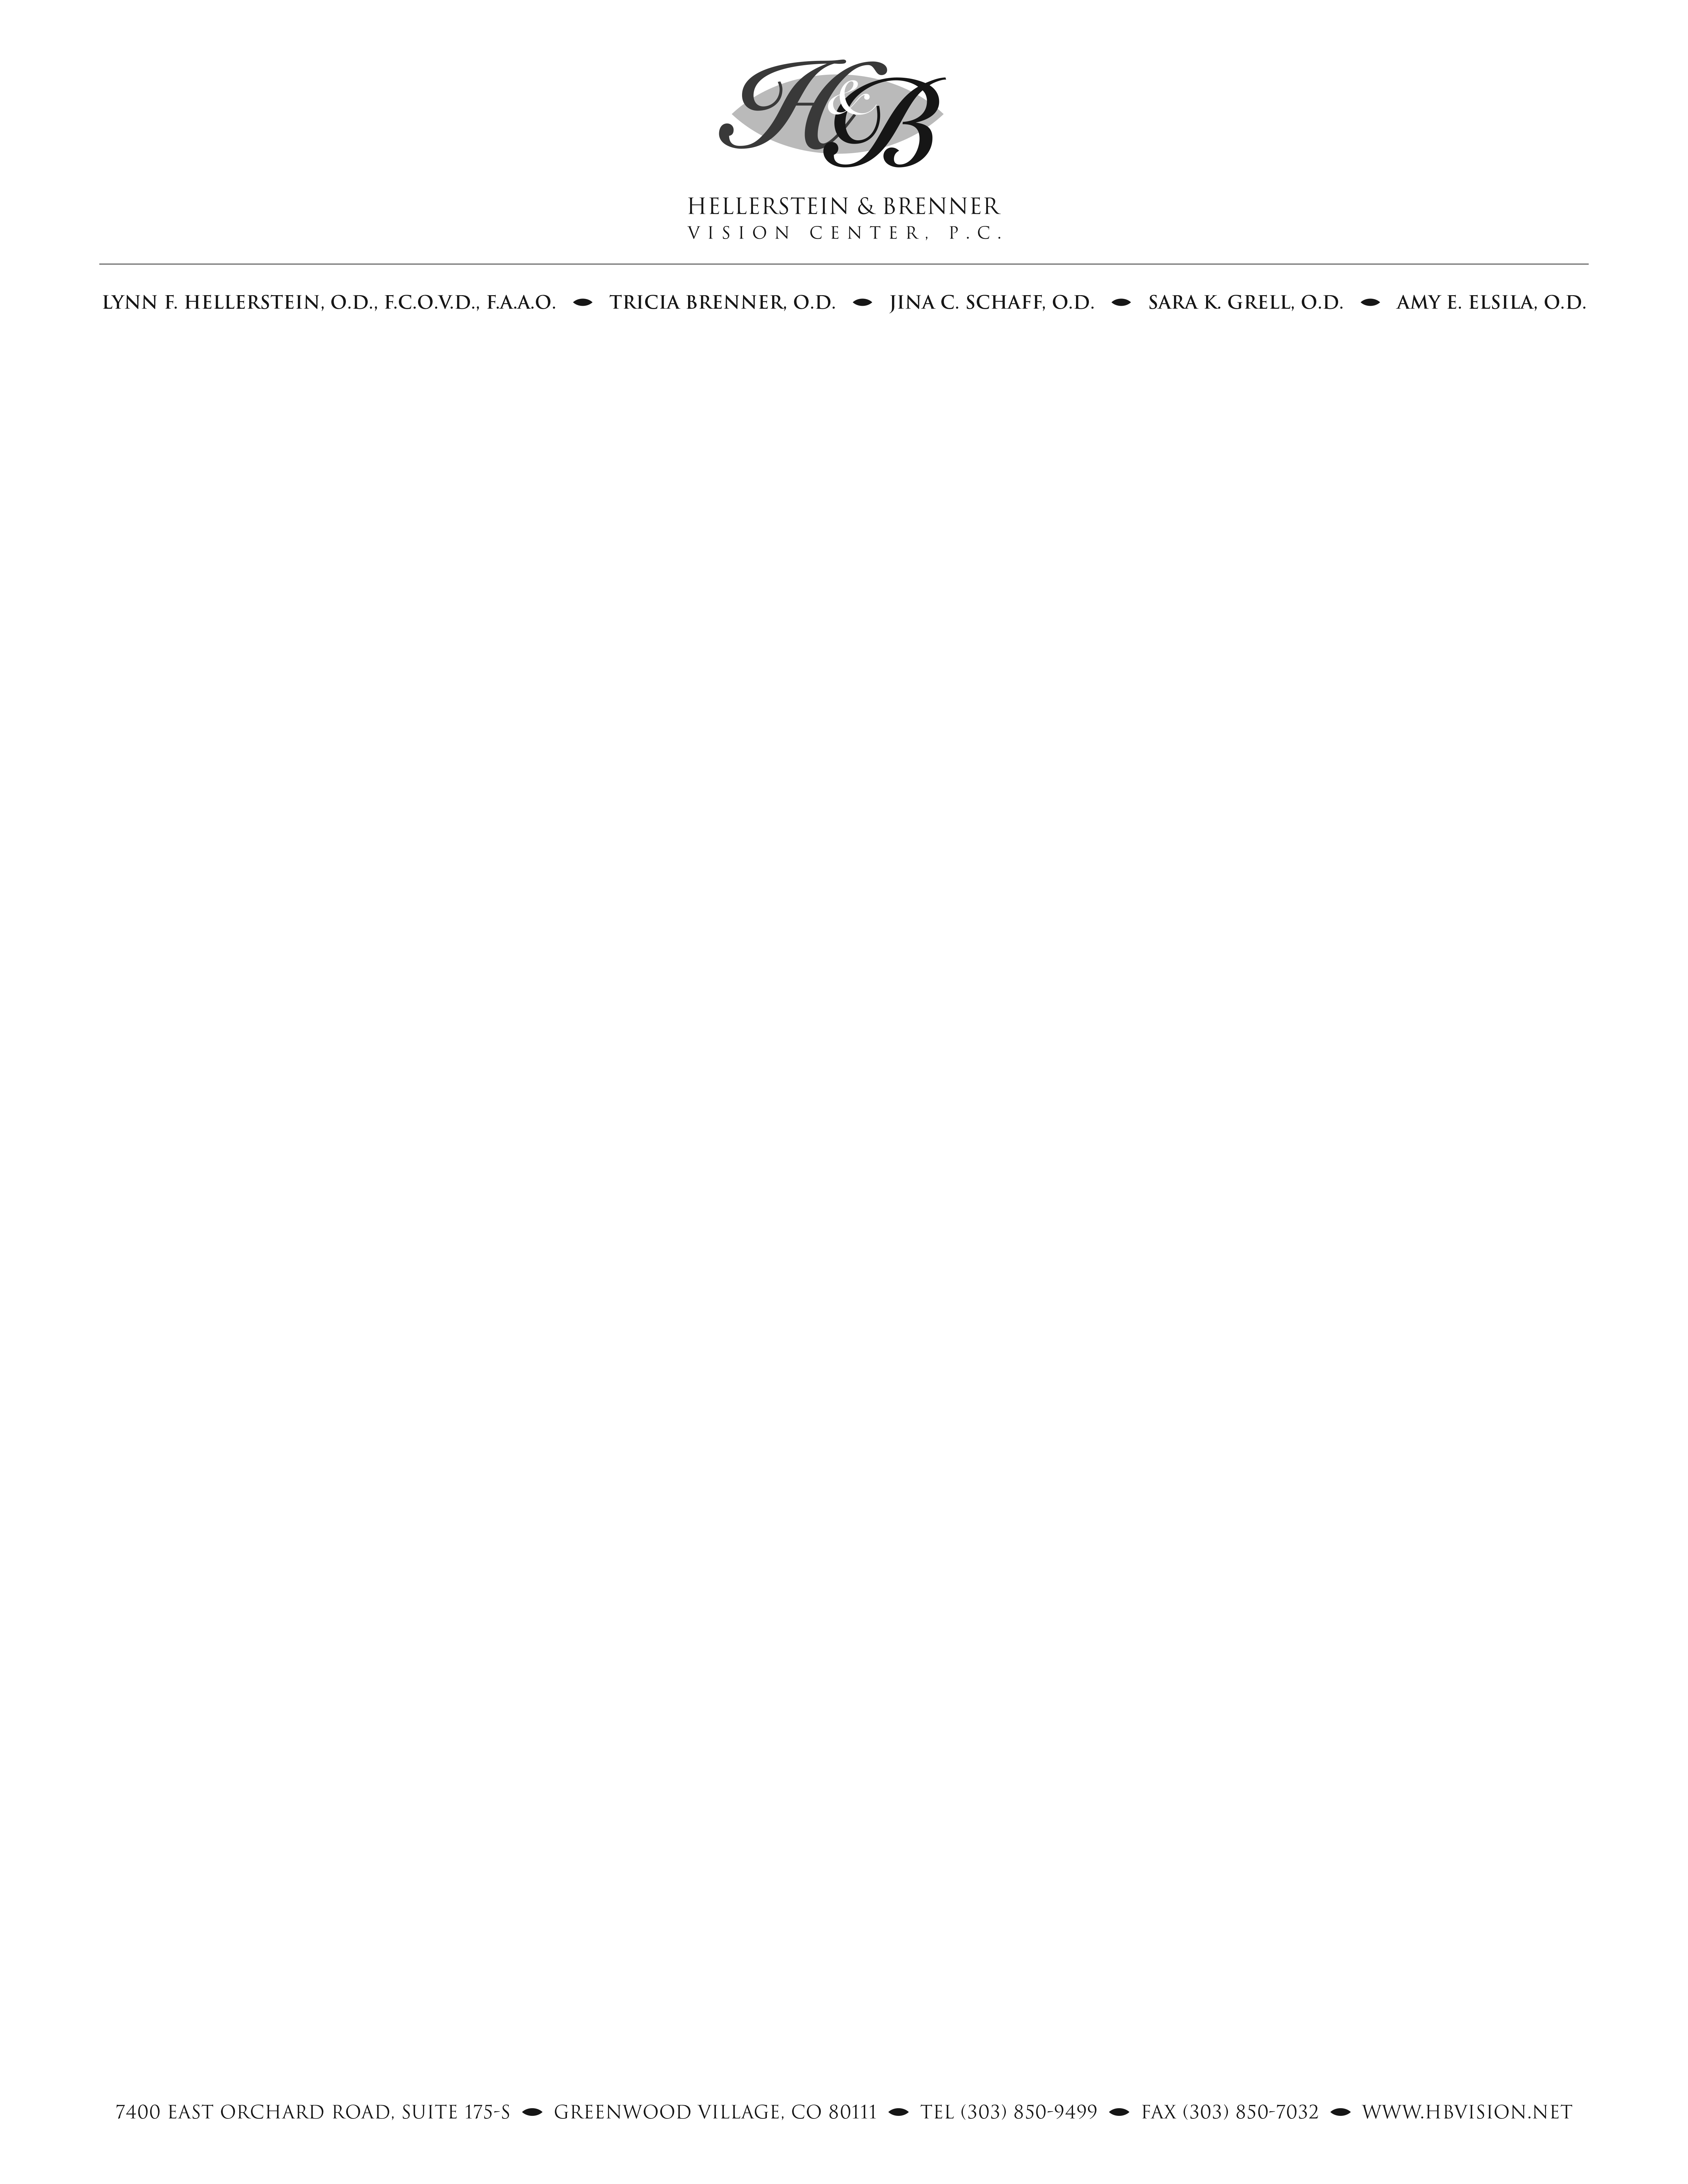 H&B
HELLERSTEIN & BRENNER
VISION CENTER, P.C.
LYNN F. HELLERSTEIN, O.D., F.C.O.V.D., F.A.A.O. TRICIA BRENNER, O.D. JINA C. SCHAFF, O.D. SARA K. GRELL, O.D. AMY E. ELSILA, O.D.
7400 EAST ORCHARD ROAD, SUITE 175-S GREENWOOD VILLAGE, CO 80111 TEL (303) 850-9499 FAX (303) 850-7032 WWW.HBVISION.NET